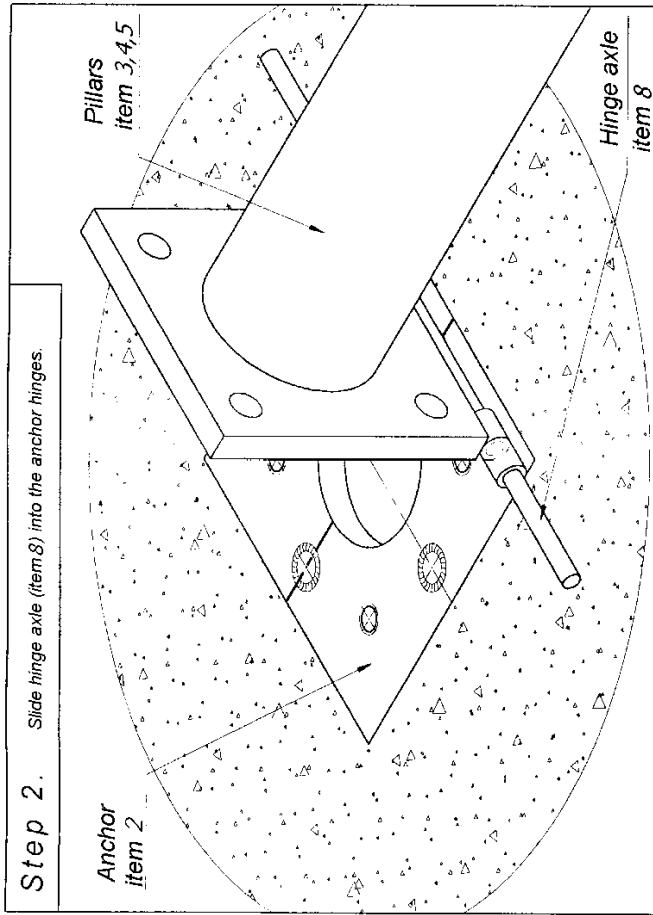 Step 2. Slide hinge axle (item 8) into the anchor hinges.
Anchor
item 2
Pillars
item 3,4,5
Hinge axle
item 8